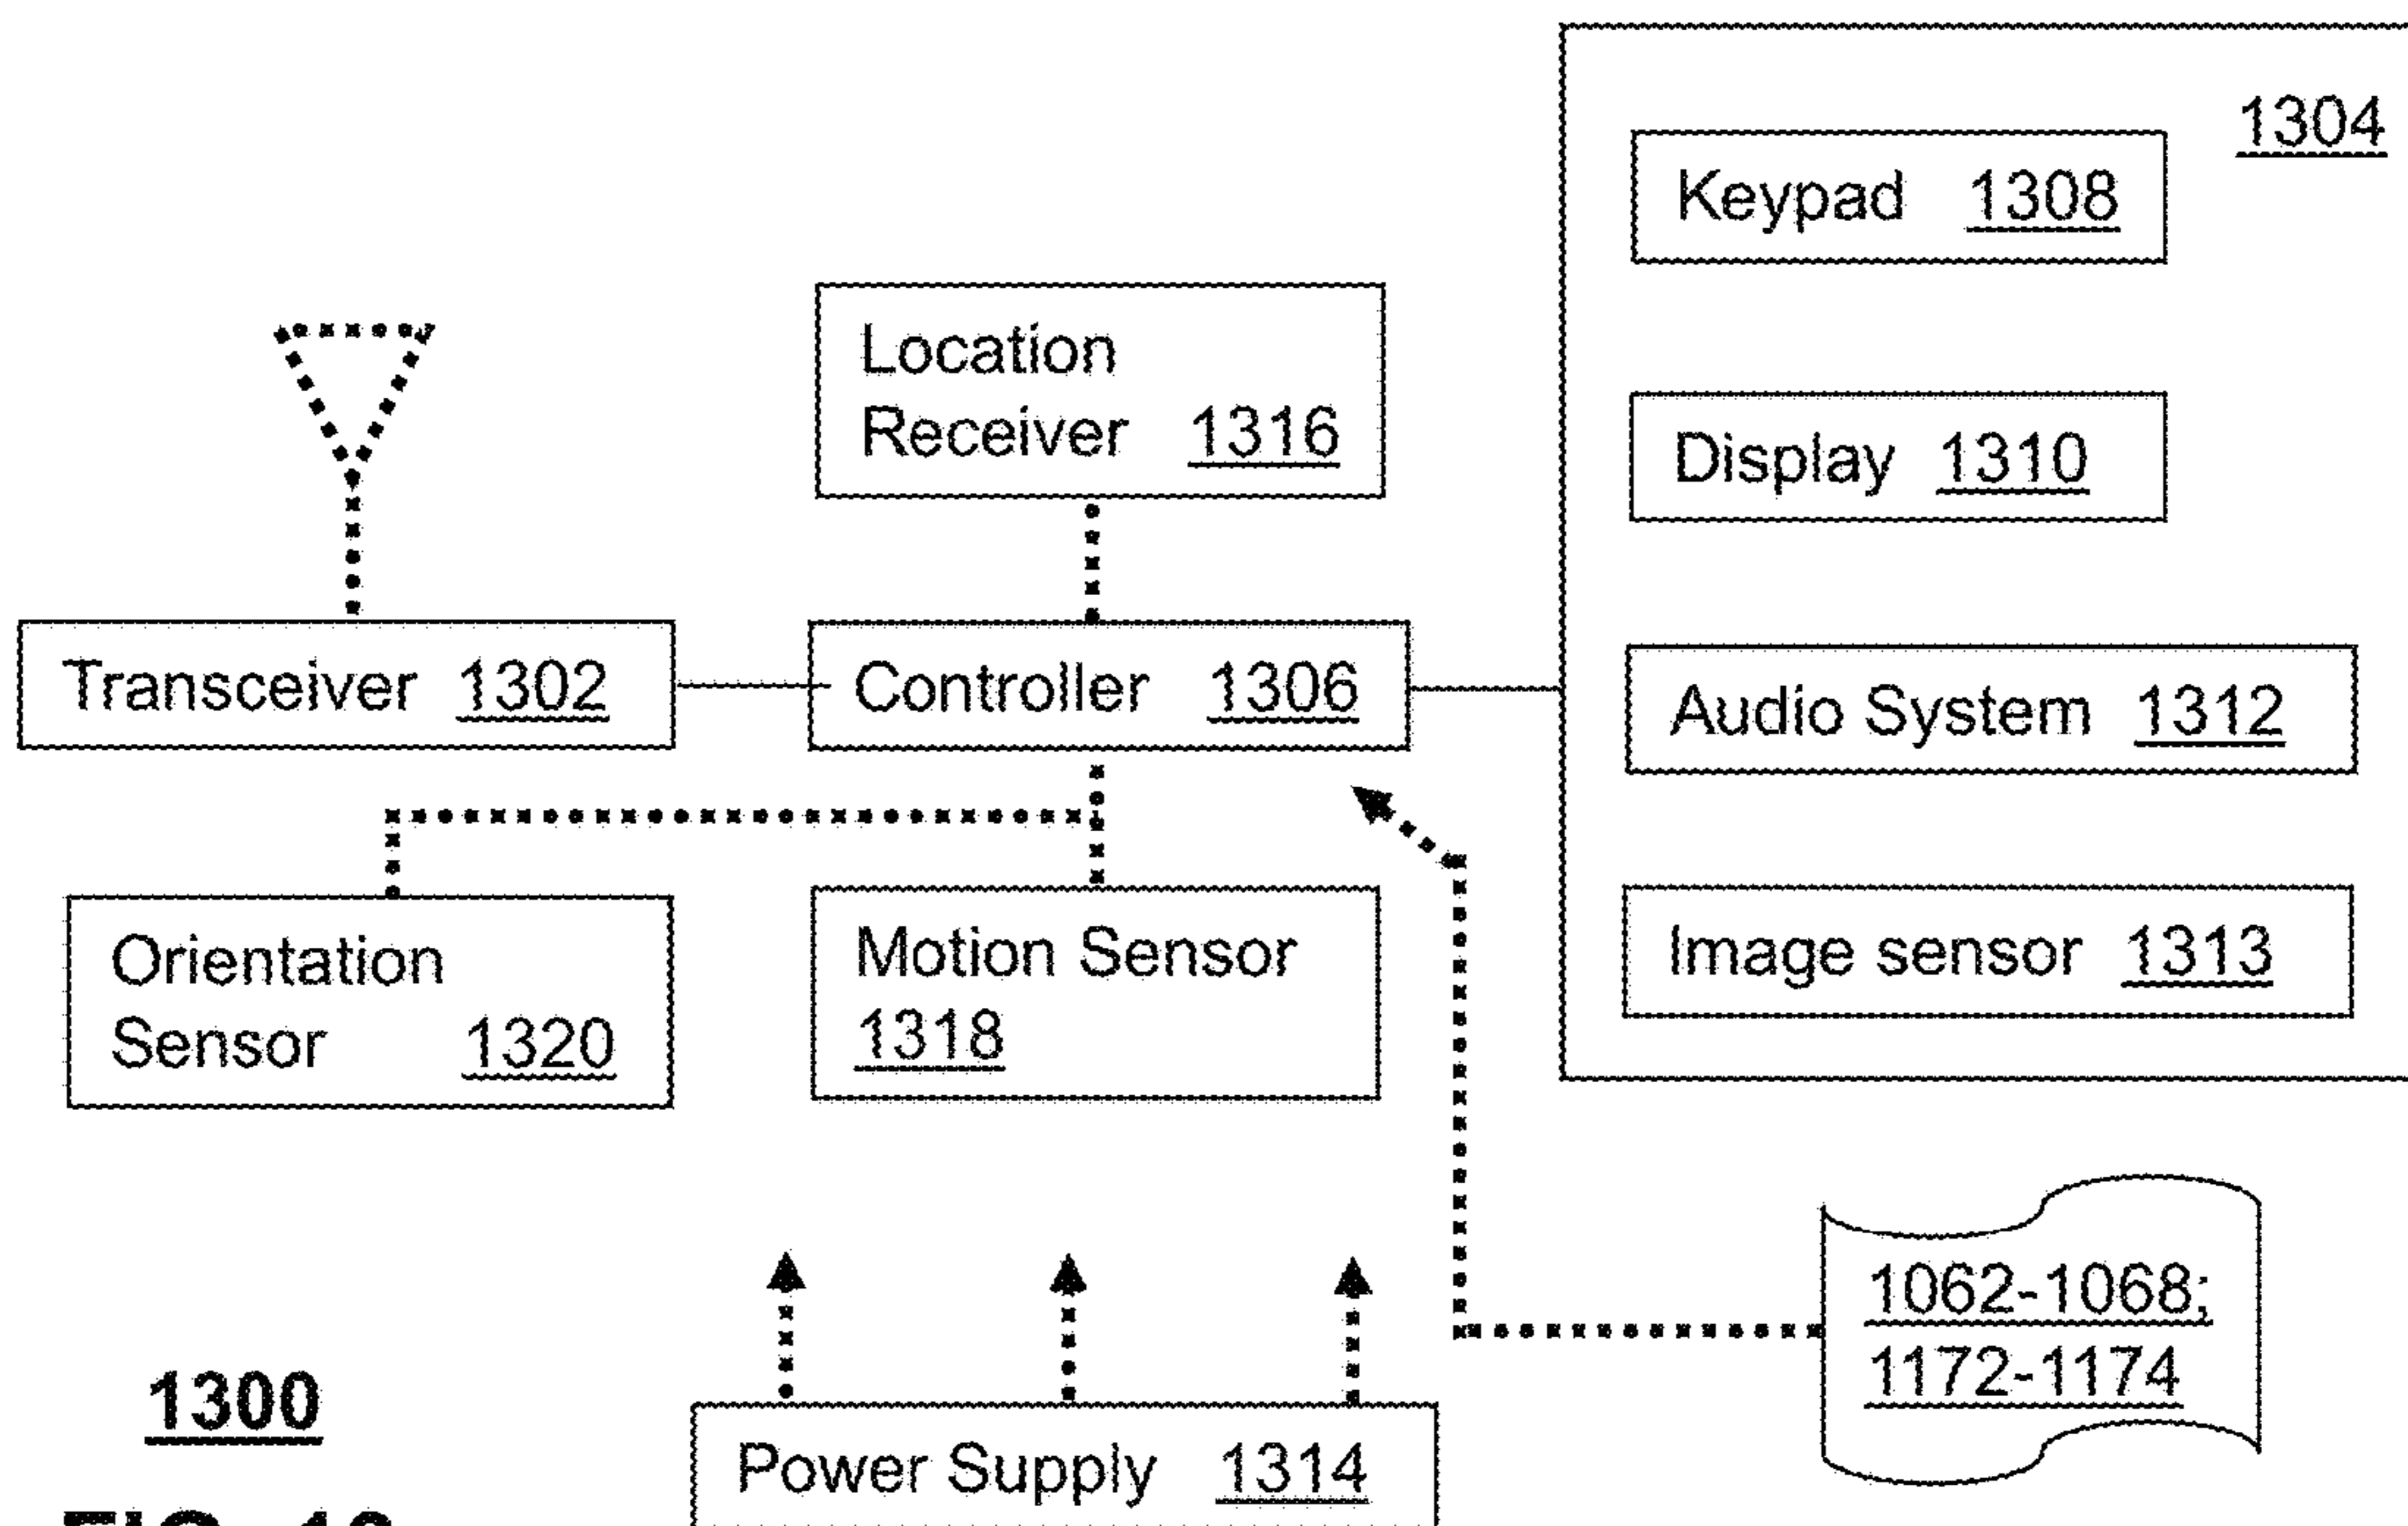 1304
Keypad 1308
Location
Receiver 1316
Display 1310
Transceiver 1302
Controller 1306
Audio System 1312
Orientation
Sensor 1320
Motion Sensor
1318
Image sensor 1313
1062-1068;
1172-1174
1300
Power Supply 1314